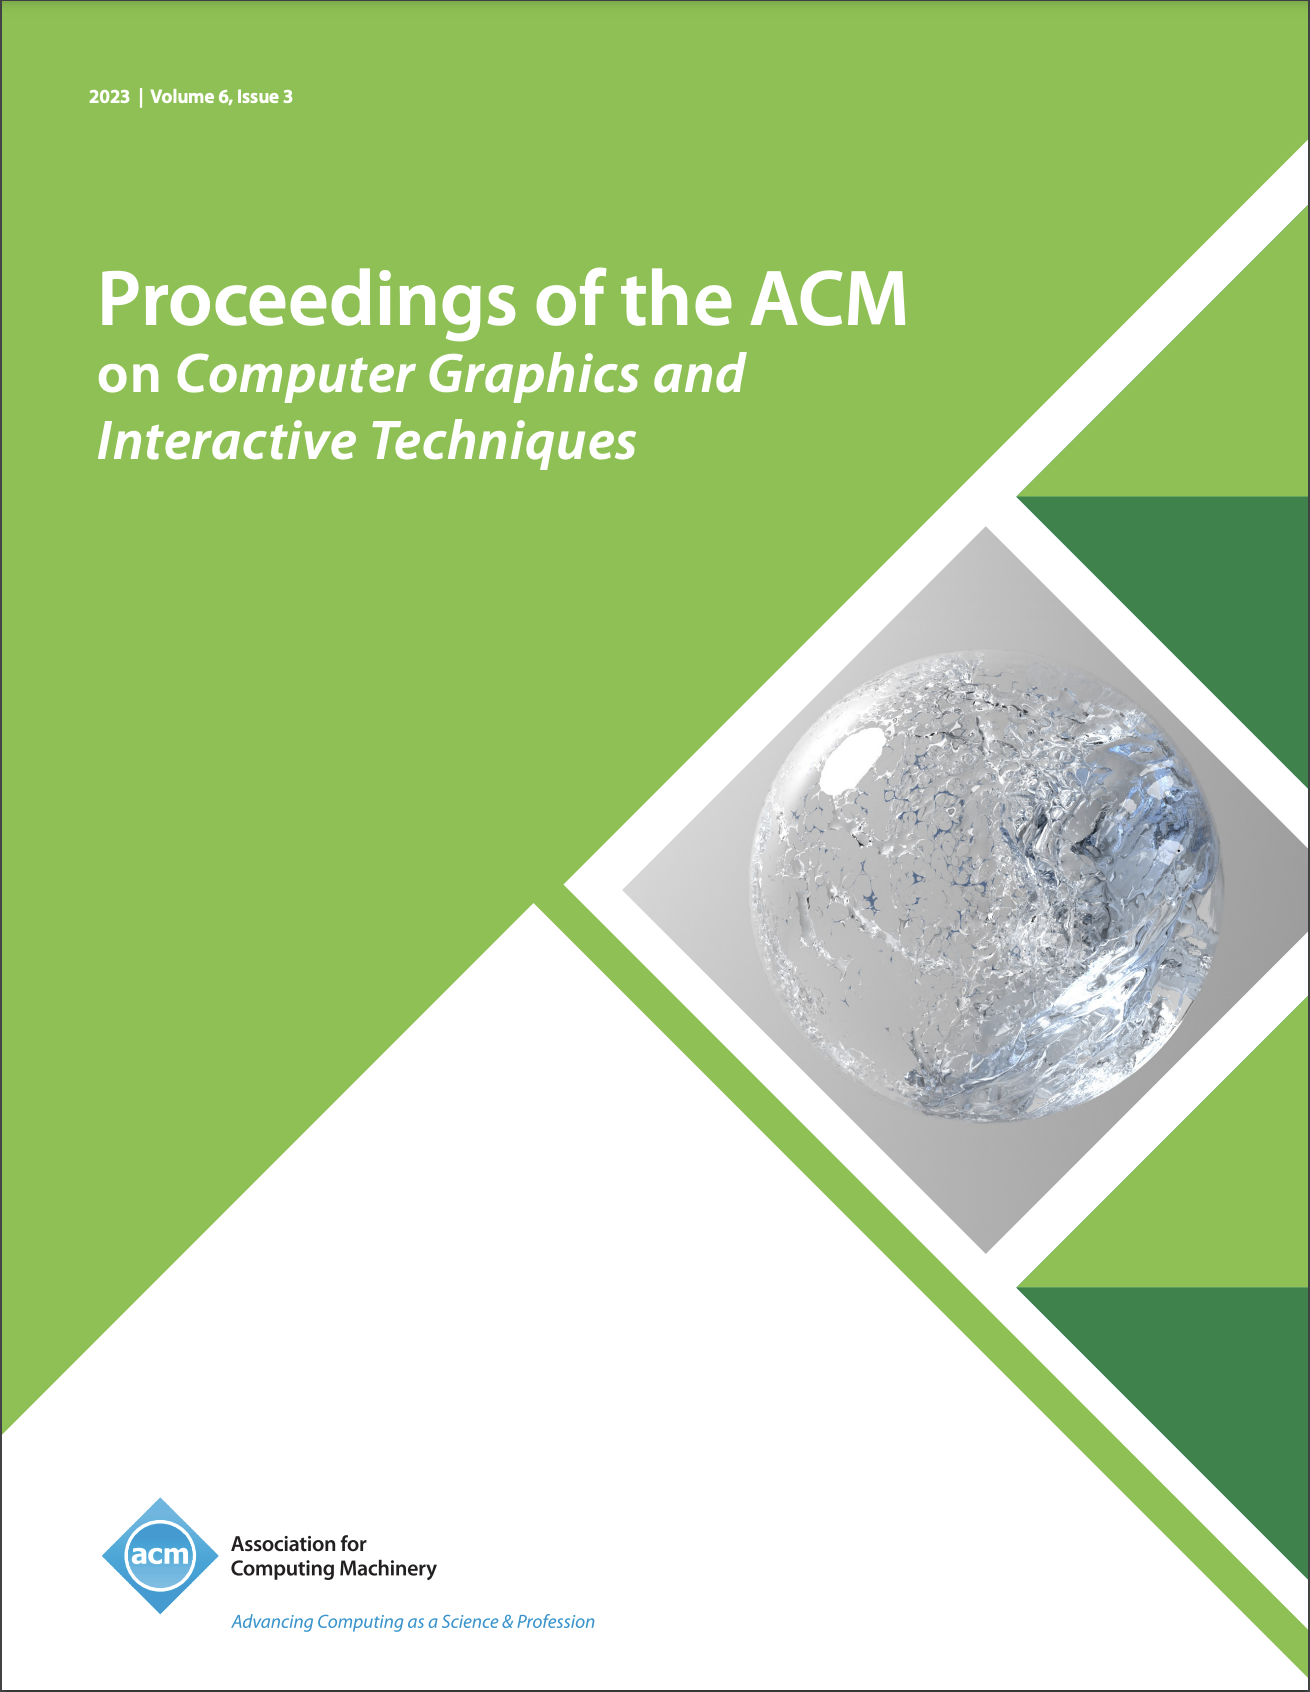 2023 | Volume 6, Issue 3
Proceedings of the ACM
on Computer Graphics and
Interactive Techniques
acm
Association for
Computing Machinery
Advancing Computing as a Science & Profession